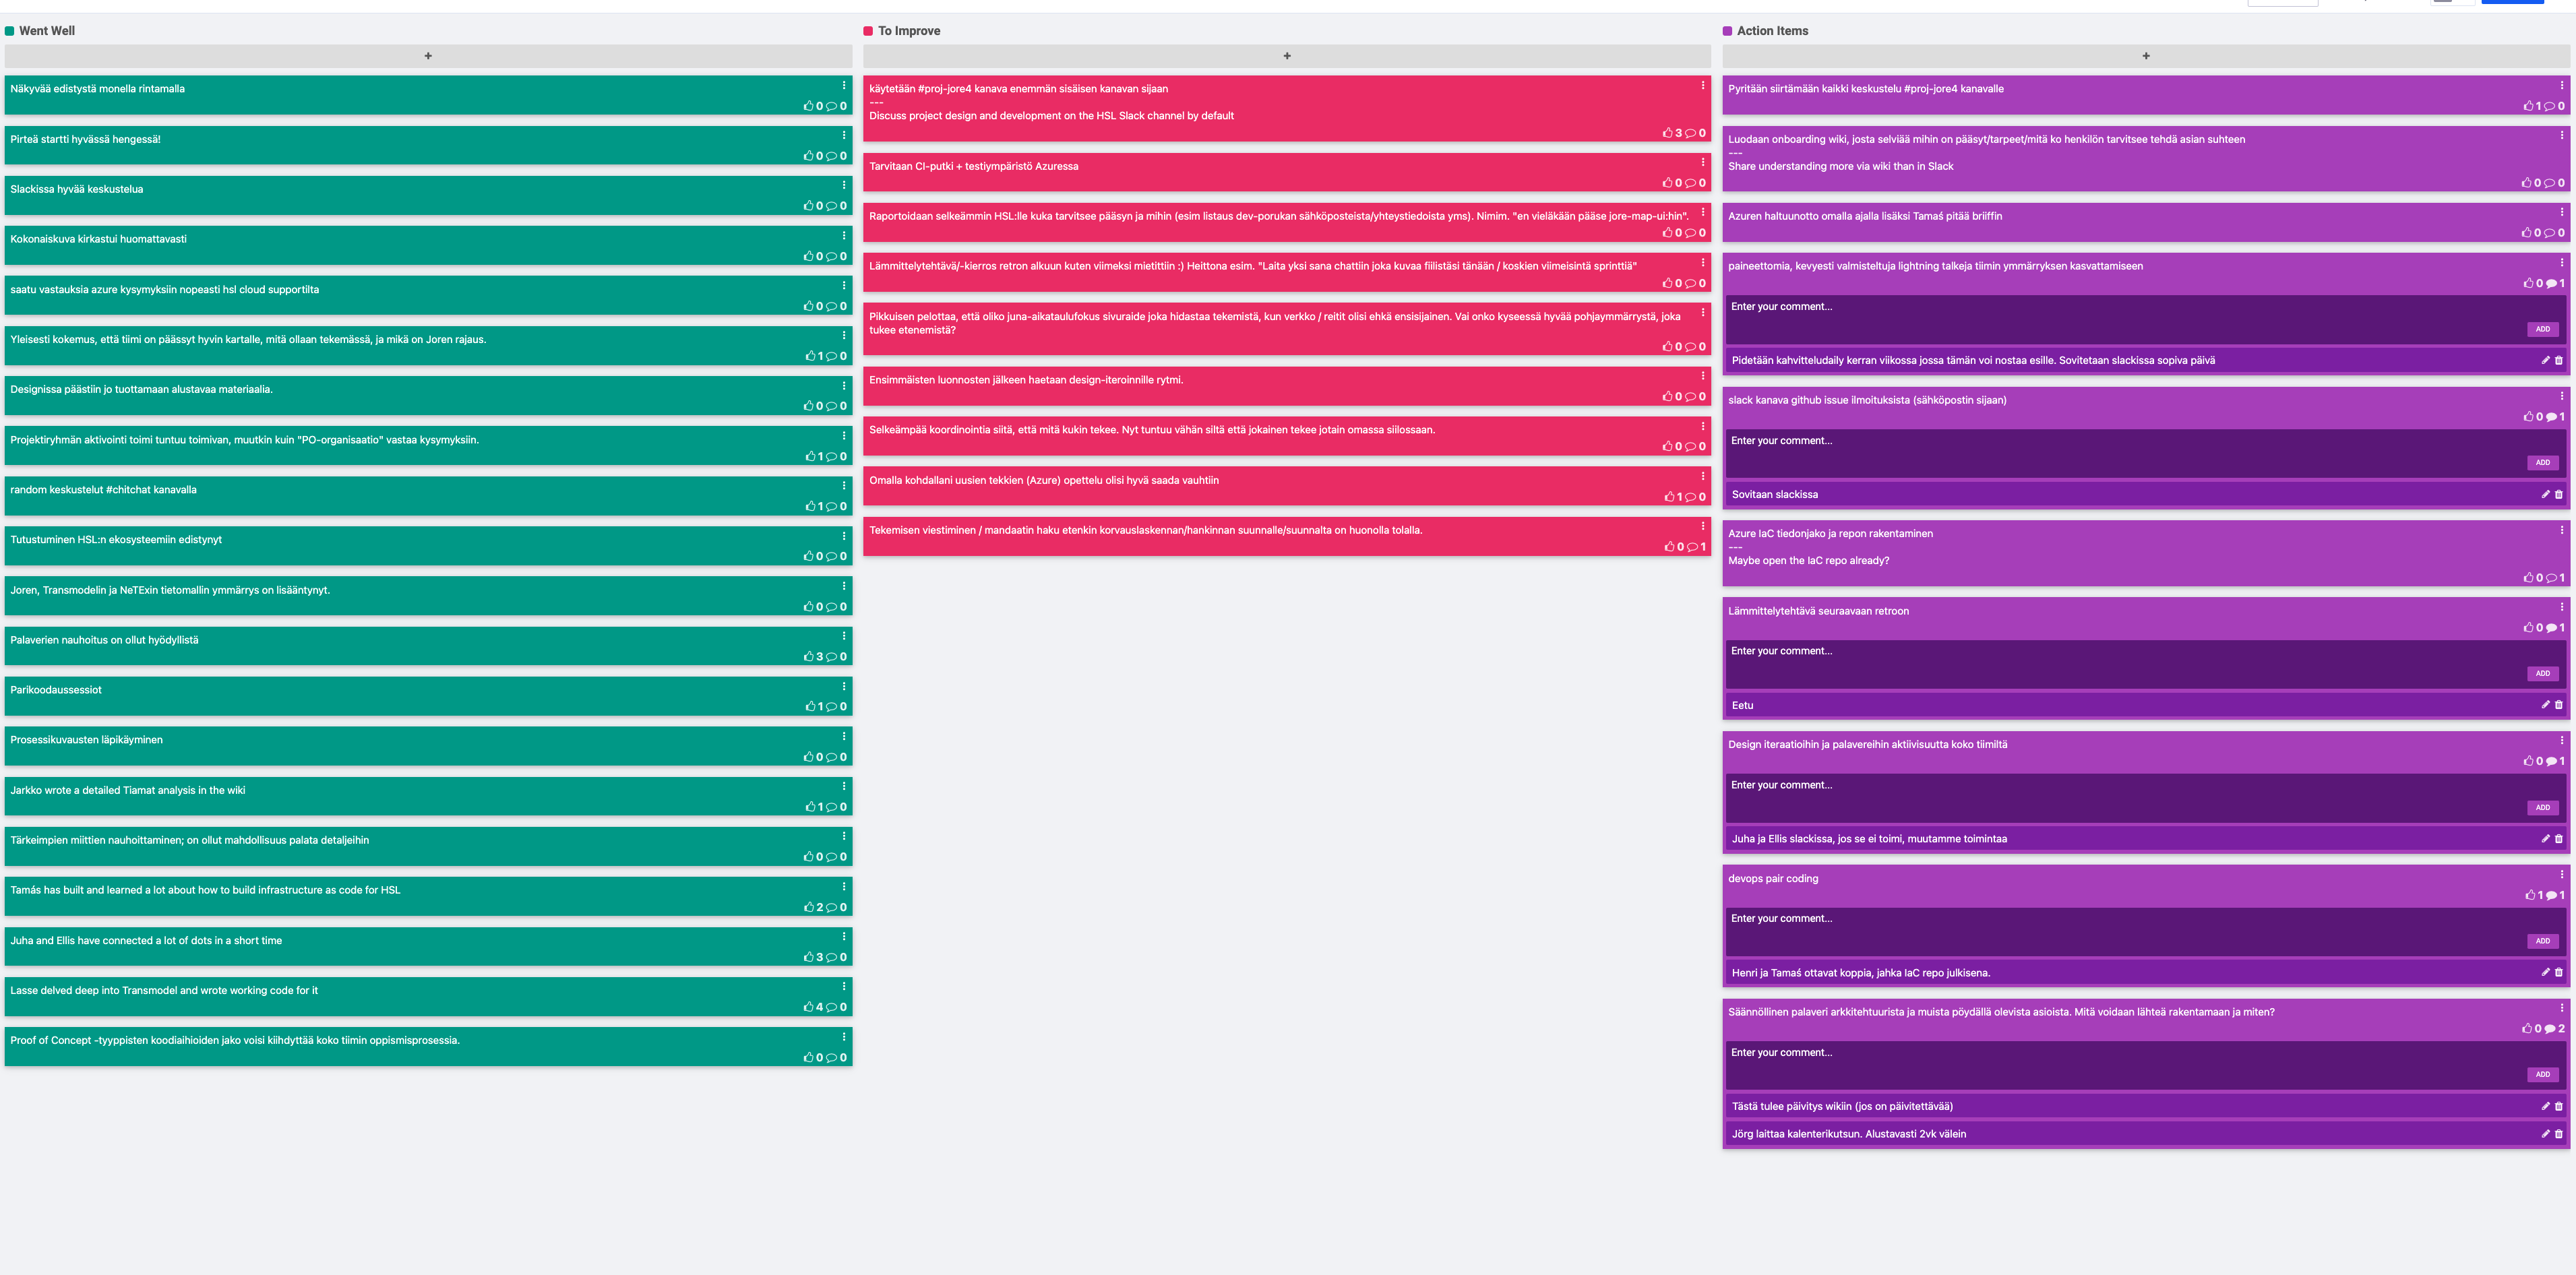 Went Well
+
Näkyvää edistystä monella rintamalla
0 0
Pirteä startti hyvässä hengessä!
0 0
Slackissa hyvää keskustelua
0 0
Kokonaiskuva kirkastui huomattavasti
0 0
saatu vastauksia azure kysymyksiin nopeasti hsl cloud supportilta
0 0
Yleisesti kokemus, että tiimi on päässyt hyvin kartalle, mitä ollaan tekemässä, ja mikä on Joren rajaus.
1 0
Designissa päästiin jo tuottamaan alustavaa materiaalia.
0 0
Projektiryhmän aktivointi toimi tuntuu toimivan, muutkin kuin "PO-organisaatio" vastaa kysymyksiin.
1 0
random keskustelut #chitchat kanavalla
1 0
Tutustuminen HSL:n ekosysteemiin edistynyt
0 0
Joren, Transmodelin ja NeTExin tietomallin ymmärrys on lisääntynyt.
0 0
Palaverien nauhoitus on ollut hyödyllistä
3 0
Parikoodaussessiot
1 0
Prosessikuvausten läpikäyminen
0 0
Jarkko wrote a detailed Tiamat analysis in the wiki
1 0
Tärkeimpien miittien nauhoittaminen; on ollut mahdollisuus palata detaljeihin
0 0
Tamás has built and learned a lot about how to build infrastructure as code for HSL
2 0
Juha and Ellis have connected a lot of dots in a short time
3 0
Lasse delved deep into Transmodel and wrote working code for it
4 0
Proof of Concept -tyyppisten koodiaihioiden jako voisi kiihdyttää koko tiimin oppismisprosessia.
0 0
To Improve
+
käytetään #proj-jore4 kanava enemmän sisäisen kanavan sijaan
---
Discuss project design and development on the HSL Slack channel by default
3 0
Tarvitaan CI-putki + testiympäristö Azuressa
0 0
Raportoidaan selkeämmin HSL:lle kuka tarvitsee pääsyn ja mihin (esim listaus dev-porukan sähköposteista/yhteystiedoista yms). Nimim. "en vieläkään pääse jore-map-ui:hin".
0 0
Lämmittelytehtävä/-kierros retron alkuun kuten viimeksi mietittiin :) Heittona esim. "Laita yksi sana chattiin joka kuvaa fiilistäsi tänään / koskien viimeisintä sprinttiä"
0 0
Pikkuisen pelottaa, että oliko juna-aikataulufokus sivuraide joka hidastaa tekemistä, kun verkko / reitit olisi ehkä ensisijainen. Vai onko kyseessä hyvää pohjaymmärrystä, joka
tukee etenemistä?
0 0
Ensimmäisten luonnosten jälkeen haetaan design-iteroinnille rytmi.
0 0
Selkeämpää koordinointia siitä, että mitä kukin tekee. Nyt tuntuu vähän siltä että jokainen tekee jotain omassa siilossaan.
0 0
Omalla kohdallani uusien tekkien (Azure) opettelu olisi hyvä saada vauhtiin
1 0
Tekemisen viestiminen / mandaatin haku etenkin korvauslaskennan/hankinnan suunnalle/suunnalta on huonolla tolalla.
0 1
Action Items
+
Pyritään siirtämään kaikki keskustelu #proj-jore4 kanavalle
1 0
Luodaan onboarding wiki, josta selviää mihin on pääsyt/tarpeet/mitä ko henkilön tarvitsee tehdä asian suhteen
---
Share understanding more via wiki than in Slack
0 0
Azuren haltuunotto omalla ajalla lisäksi Tamaś pitää briiffin
0 0
paineettomia, kevyesti valmisteltuja lightning talkeja tiimin ymmärryksen kasvattamiseen
0 1
Enter your comment...
ADD
Pidetään kahvitteludaily kerran viikossa jossa tämän voi nostaa esille. Sovitetaan slackissa sopiva päivä
slack kanava github issue ilmoituksista (sähköpostin sijaan)
0 1
Enter your comment...
ADD
Sovitaan slackissa
Azure IaC tiedonjako ja repon rakentaminen
---
Maybe open the IaC repo already?
0 1
Lämmittelytehtävä seuraavaan retroon
0 1
Enter your comment...
ADD
Eetu
Design iteraatioihin ja palavereihin aktiivisuutta koko tiimiltä
0 1
Enter your comment...
ADD
Juha ja Ellis slackissa, jos se ei toimi, muutamme toimintaa
devops pair coding
1 1
Enter your comment...
ADD
Henri ja Tamaś ottavat koppia, jahka IaC repo julkisena.
Säännöllinen palaveri arkkitehtuurista ja muista pöydällä olevista asioista. Mitä voidaan lähteä rakentamaan ja miten?
0 2
Enter your comment...
ADD
Tästä tulee päivitys wikiin (jos on päivitettävää)
Jörg laittaa kalenterikutsun. Alustavasti 2vk välein